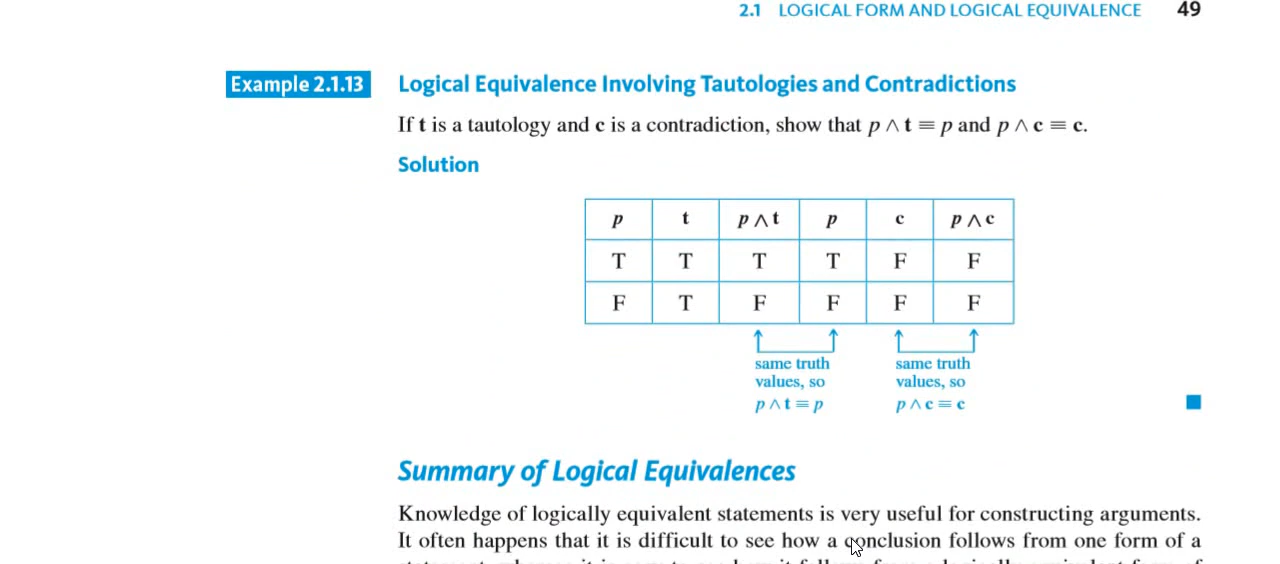 2.1 LOGICAL FORM AND LOGICAL EQUIVALENCE 49
Example 2.1.13 Logical Equivalence Involving Tautologies and Contradictions
If t is a tautology and c is a contradiction, show that p ∧ t ≡ p and p ∧ c ≡ c.
Solution
p t p ∧ t p c p ∧ c
T T T T F F
F T F F F F
same truth same truth
values, so values, so
p ∧ t ≡ p p ∧ c ≡ c
Summary of Logical Equivalences
Knowledge of logically equivalent statements is very useful for constructing arguments.
It often happens that it is difficult to see how a conclusion follows from one form of a